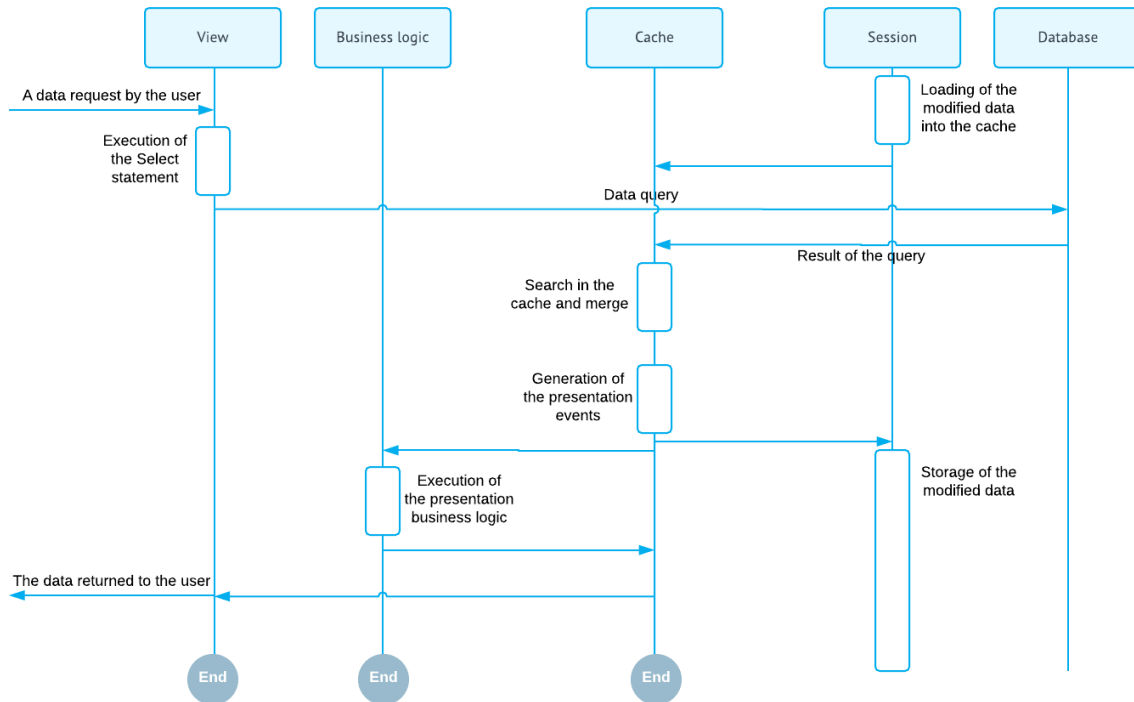 View
Business logic
Cache
Session
Database
Loading of the
modified data
into the cache
A data request by the user
Execution of
the Select
statement
Data query
Result of the query
Search in the
cache and merge
Generation of
the presentation
events
Storage of the
modified data
Execution of
the presentation
business logic
The data returned to the user
End
End
End